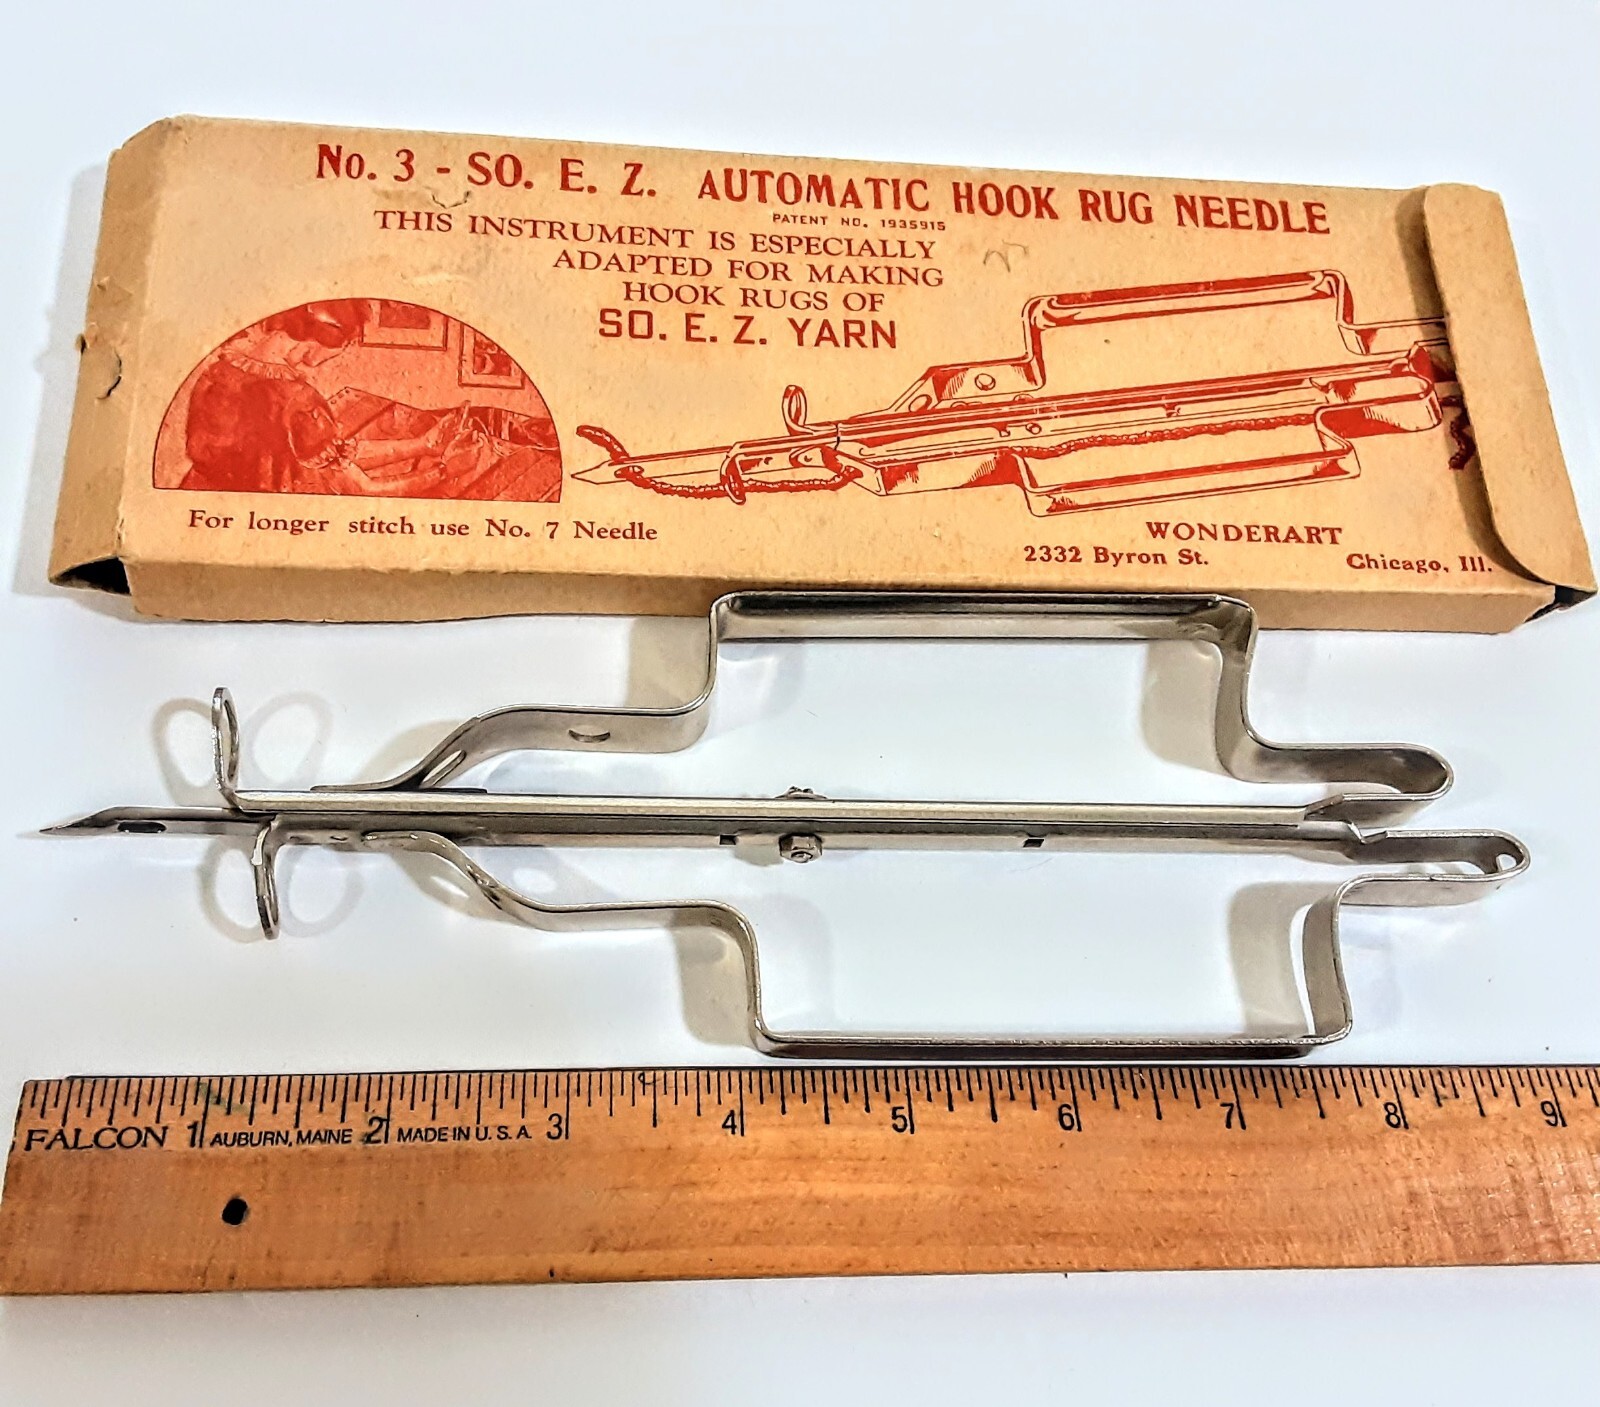 No. 3 - SO. E. Z. AUTOMATIC HOOK RUG NEEDLE
PATENT NO. 1935915
THIS INSTRUMENT IS ESPECIALLY
ADAPTED FOR MAKING
HOOK RUGS OF
SO. E. Z. YARN
For longer stitch use No. 7 Needle
WONDERART
2332 Byron St. Chicago, Ill.
1 2 3 4 5 6 7 8 9
FALCON AUBURN, MAINE MADE IN U.S.A.